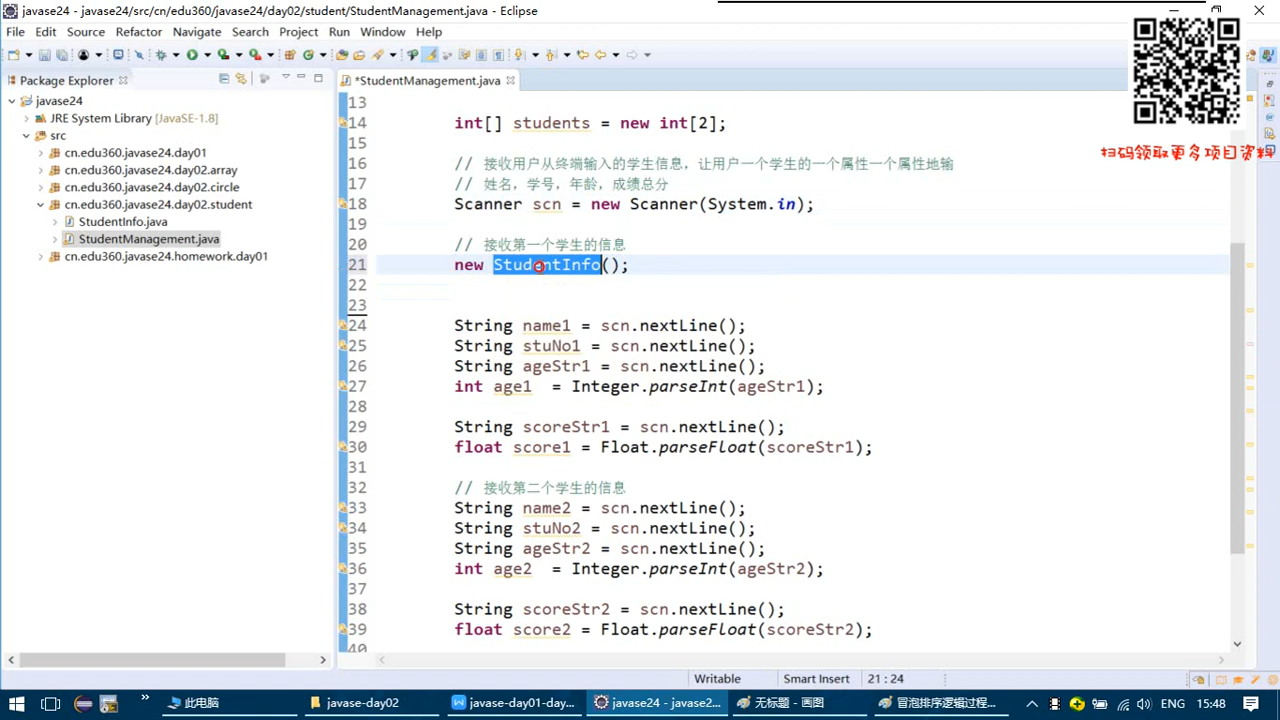 javase24 - javase24/src/cn/edu360/javase24/day02/student/StudentManagement.java - Eclipse
File Edit Source Refactor Navigate Search Project Run Window Help
Package Explorer
*StudentManagement.java
扫码领取更多项目资料
javase24
JRE System Library [JavaSE-1.8]
src
cn.edu360.javase24.day01
cn.edu360.javase24.day02.array
cn.edu360.javase24.day02.circle
cn.edu360.javase24.day02.student
StudentInfo.java
StudentManagement.java
cn.edu360.javase24.homework.day01
13
14 int[] students = new int[2];
15
16 // 接收用户从终端输入的学生信息，让用户一个学生的一个属性一个属性地输
17 // 姓名，学号，年龄，成绩总分
18 Scanner scn = new Scanner(System.in);
19
20 // 接收第一个学生的信息
21 new StudentInfo();
22
23
24 String name1 = scn.nextLine();
25 String stuNo1 = scn.nextLine();
26 String ageStr1 = scn.nextLine();
27 int age1  = Integer.parseInt(ageStr1);
28
29 String scoreStr1 = scn.nextLine();
30 float score1 = Float.parseFloat(scoreStr1);
31
32 // 接收第二个学生的信息
33 String name2 = scn.nextLine();
34 String stuNo2 = scn.nextLine();
35 String ageStr2 = scn.nextLine();
36 int age2  = Integer.parseInt(ageStr2);
37
38 String scoreStr2 = scn.nextLine();
39 float score2 = Float.parseFloat(scoreStr2);
40
Writable Smart Insert 21 : 24
此电脑 javase-day02 javase-day01-day... javase24 - javase2... 无标题 - 画图 冒泡排序逻辑过程... ENG 15:48